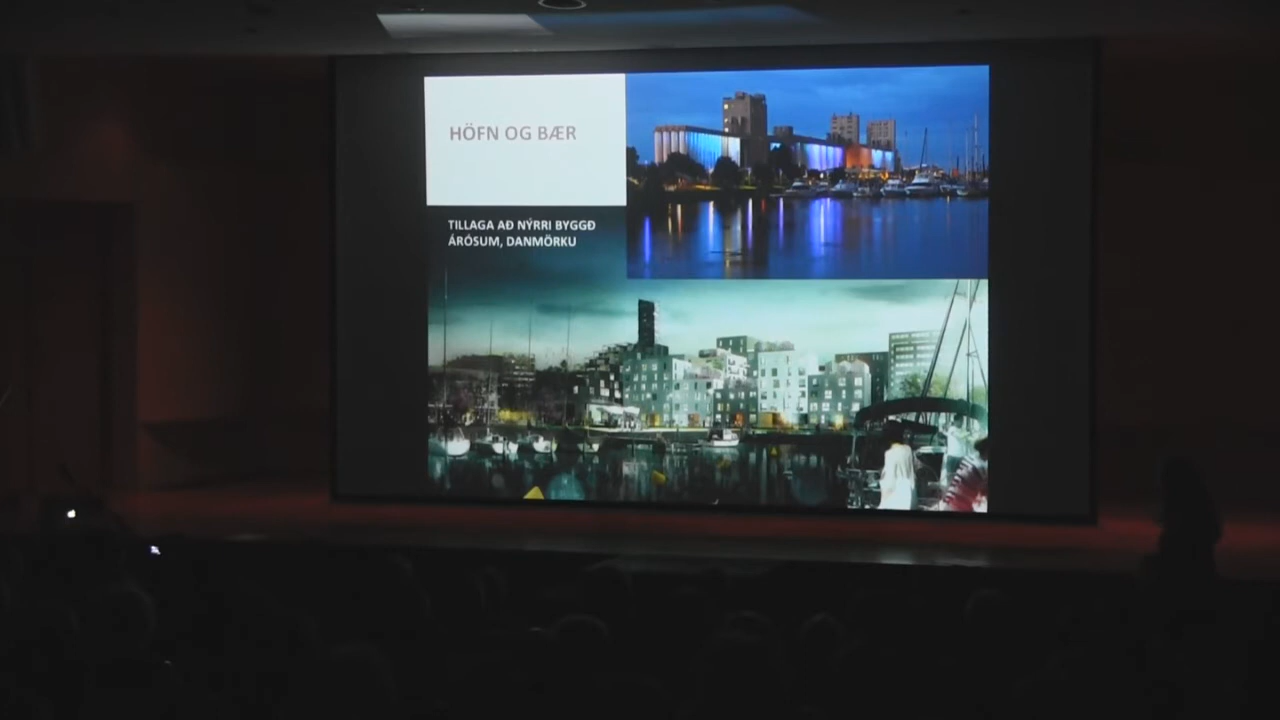 HÖFN OG BÆR
TILLAGA AÐ NÝRRI BYGGÐ
ÁRÓSUM, DANMÖRKU